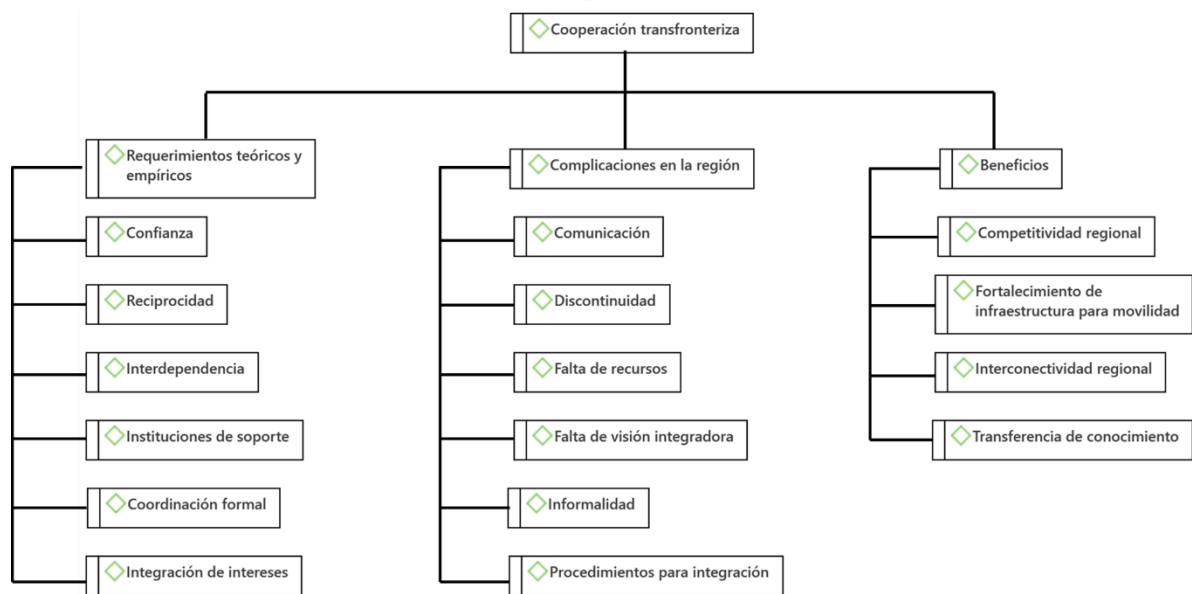 Cooperación transfronteriza
Requerimientos teóricos y
empíricos
Confianza
Reciprocidad
Interdependencia
Instituciones de soporte
Coordinación formal
Integración de intereses
Complicaciones en la región
Comunicación
Discontinuidad
Falta de recursos
Falta de visión integradora
Informalidad
Procedimientos para integración
Beneficios
Competitividad regional
Fortalecimiento de
infraestructura para movilidad
Interconectividad regional
Transferencia de conocimiento